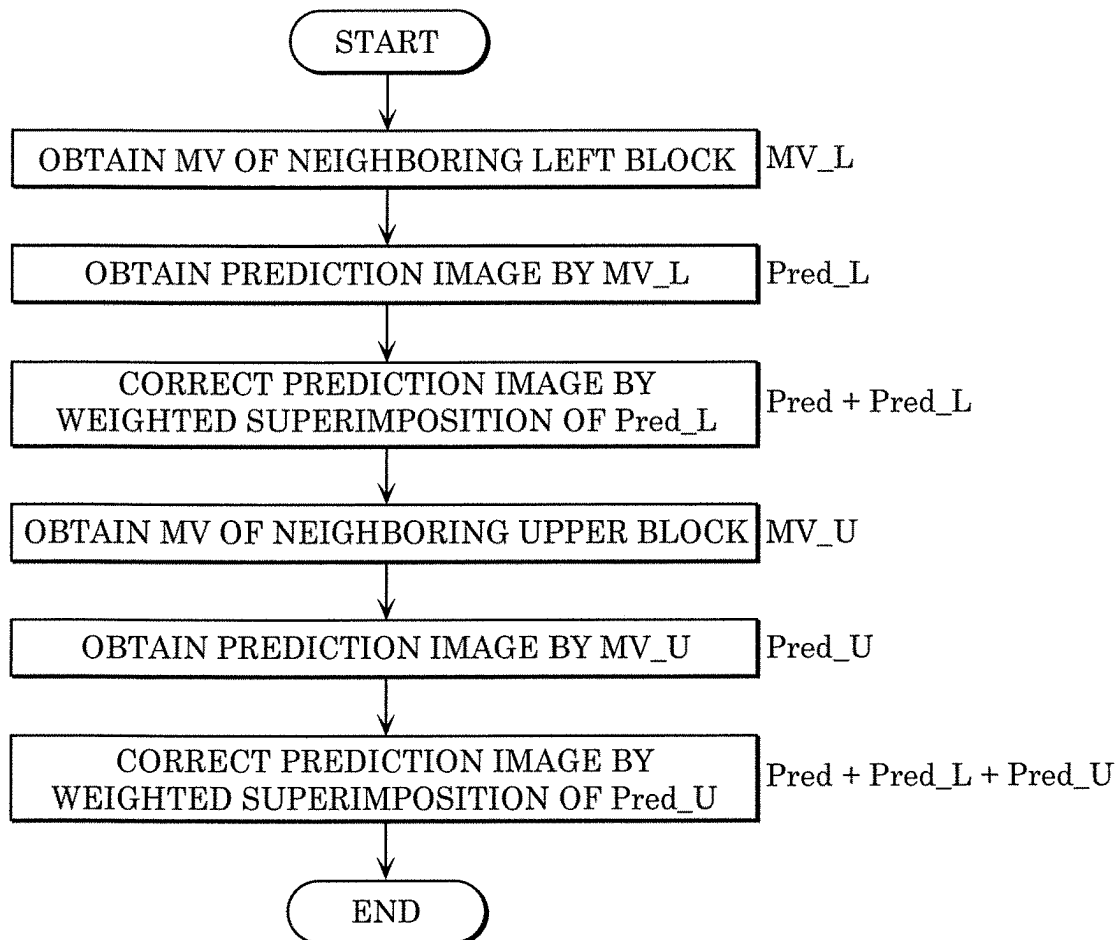 START
OBTAIN MV OF NEIGHBORING LEFT BLOCK MV_L
OBTAIN PREDICTION IMAGE BY MV_L Pred_L
CORRECT PREDICTION IMAGE BY
WEIGHTED SUPERIMPOSITION OF Pred_L
Pred + Pred_L
OBTAIN MV OF NEIGHBORING UPPER BLOCK MV_U
OBTAIN PREDICTION IMAGE BY MV_U Pred_U
CORRECT PREDICTION IMAGE BY
WEIGHTED SUPERIMPOSITION OF Pred_U
Pred + Pred_L + Pred_U
END